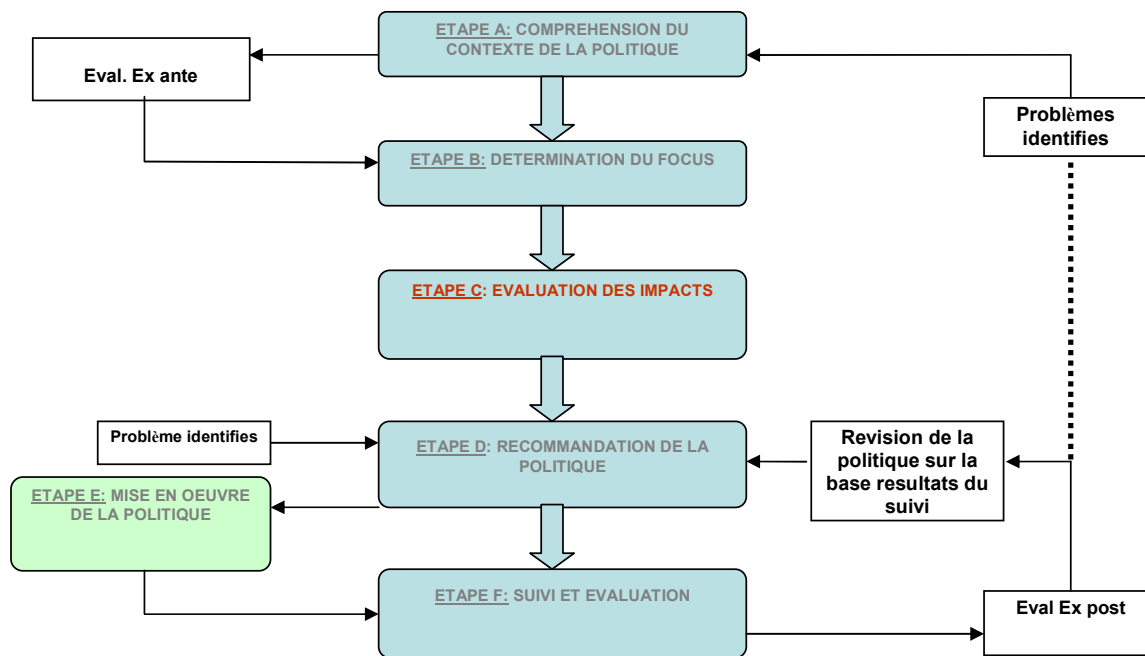 ETAPE A: COMPREHENSION DU
CONTEXTE DE LA POLITIQUE
Eval. Ex ante
Problèmes
identifies
ETAPE B: DETERMINATION DU FOCUS
ETAPE C: EVALUATION DES IMPACTS
Problème identifies
ETAPE D: RECOMMANDATION DE LA
POLITIQUE
Revision de la
politique sur la
base resultats du
suivi
ETAPE E: MISE EN OEUVRE
DE LA POLITIQUE
ETAPE F: SUIVI ET EVALUATION
Eval Ex post